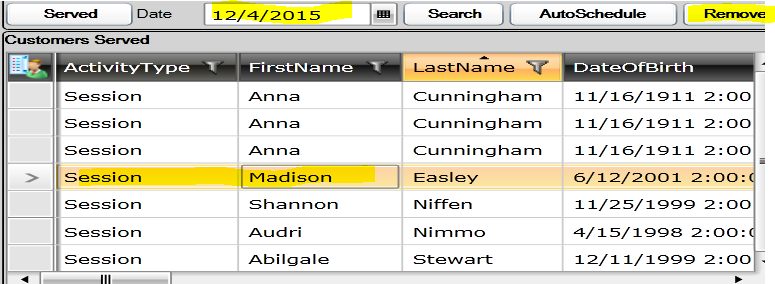 Served Date 12/4/2015 Search AutoSchedule Remove
Customers Served
ActivityType FirstName LastName DateOfBirth
Session Anna Cunningham 11/16/1911 2:00
Session Anna Cunningham 11/16/1911 2:00
Session Anna Cunningham 11/16/1911 2:00
Session Madison Easley 6/12/2001 2:00:0
Session Shannon Niffen 11/25/1999 2:00
Session Audri Nimmo 4/15/1998 2:00:0
Session Abilgale Stewart 12/11/1999 2:00